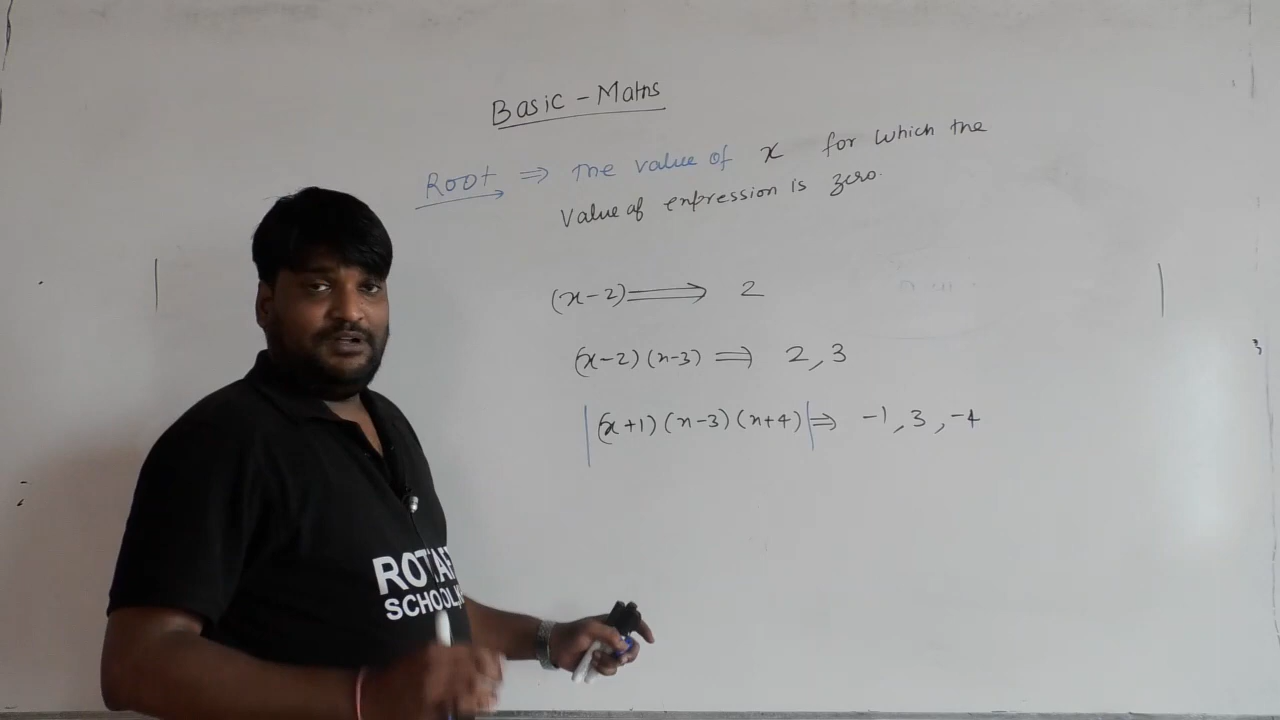 Basic - Maths
Root ⇒ The value of x for which the
Value of expression is zero.
(x-2) ⟹ 2
(x-2)(x-3) ⟹ 2, 3
|(x+1)(x-3)(x+4)| ⇒ -1, 3, -4
SCHOOL